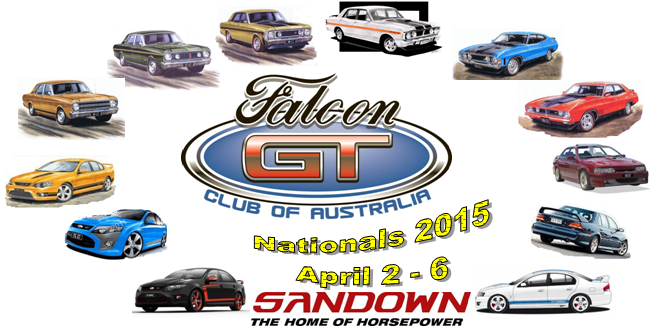 Falcon
GT
CLUB OF AUSTRALIA
Nationals 2015
April 2 - 6
SANDOWN
THE HOME OF HORSEPOWER